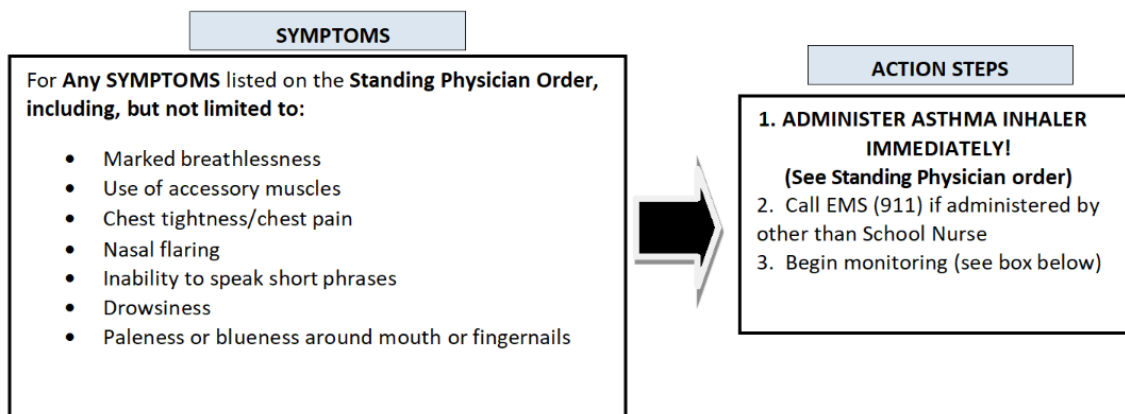 SYMPTOMS
For Any SYMPTOMS listed on the Standing Physician Order,
including, but not limited to:
• Marked breathlessness
• Use of accessory muscles
• Chest tightness/chest pain
• Nasal flaring
• Inability to speak short phrases
• Drowsiness
• Paleness or blueness around mouth or fingernails
ACTION STEPS
1. ADMINISTER ASTHMA INHALER
IMMEDIATELY!
(See Standing Physician order)
2. Call EMS (911) if administered by
other than School Nurse
3. Begin monitoring (see box below)